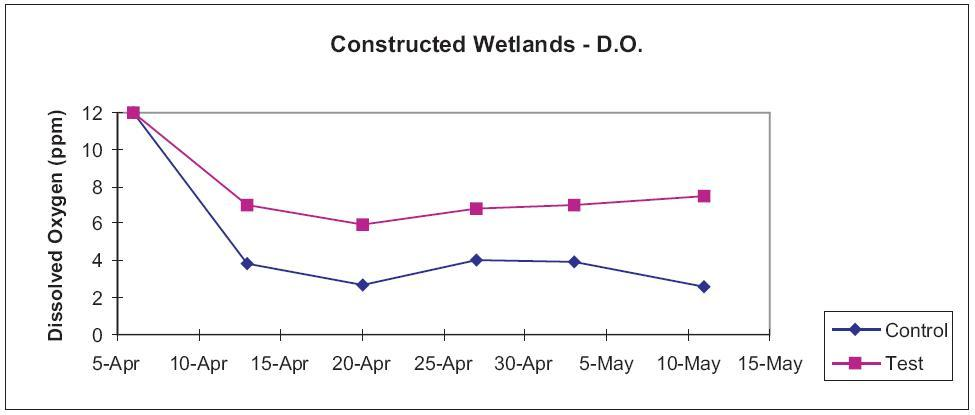 Constructed Wetlands - D.O.
Dissolved Oxygen (ppm)
12
10
8
6
4
2
0
5-Apr 10-Apr 15-Apr 20-Apr 25-Apr 30-Apr 5-May 10-May 15-May
Control
Test